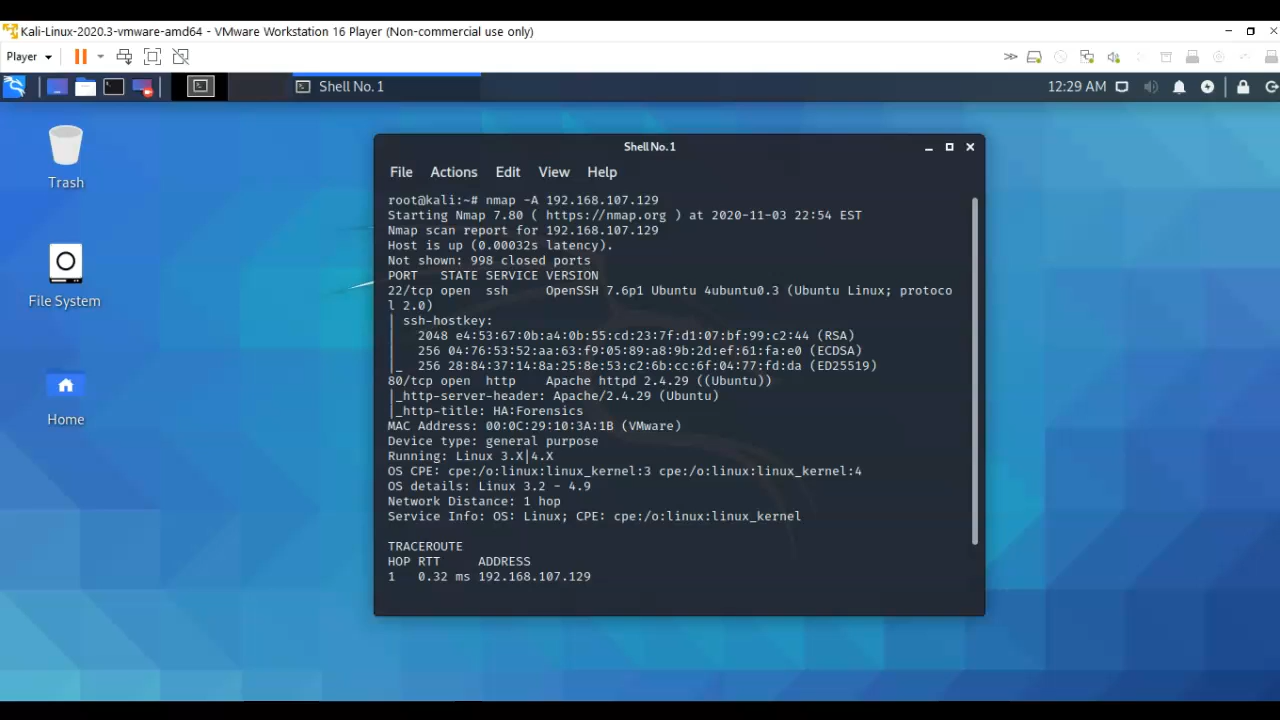 Kali-Linux-2020.3-vmware-amd64 - VMware Workstation 16 Player (Non-commercial use only)
Player
Shell No. 1
12:29 AM
Trash
File System
Home
Shell No. 1
File Actions Edit View Help
root@kali:~# nmap -A 192.168.107.129
Starting Nmap 7.80 ( https://nmap.org ) at 2020-11-03 22:54 EST
Nmap scan report for 192.168.107.129
Host is up (0.00032s latency).
Not shown: 998 closed ports
PORT   STATE SERVICE VERSION
22/tcp open  ssh     OpenSSH 7.6p1 Ubuntu 4ubuntu0.3 (Ubuntu Linux; protoco
l 2.0)
| ssh-hostkey:
|   2048 e4:53:67:0b:a4:0b:55:cd:23:7f:d1:07:bf:99:c2:44 (RSA)
|   256 04:76:53:52:aa:63:f9:05:89:a8:9b:2d:ef:61:fa:e0 (ECDSA)
|_  256 28:84:37:14:8a:25:8e:53:c2:6b:cc:6f:04:77:fd:da (ED25519)
80/tcp open  http    Apache httpd 2.4.29 ((Ubuntu))
|_http-server-header: Apache/2.4.29 (Ubuntu)
|_http-title: HA:Forensics
MAC Address: 00:0C:29:10:3A:1B (VMware)
Device type: general purpose
Running: Linux 3.X|4.X
OS CPE: cpe:/o:linux:linux_kernel:3 cpe:/o:linux:linux_kernel:4
OS details: Linux 3.2 - 4.9
Network Distance: 1 hop
Service Info: OS: Linux; CPE: cpe:/o:linux:linux_kernel
TRACEROUTE
HOP RTT     ADDRESS
1   0.32 ms 192.168.107.129